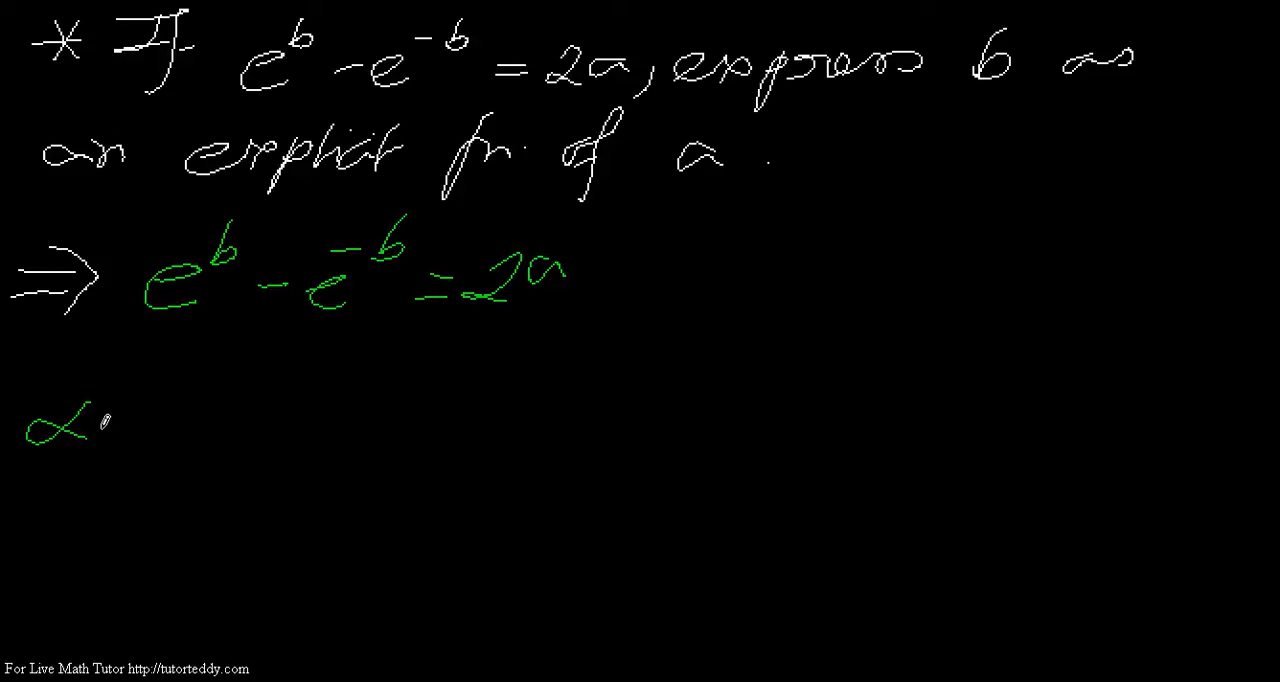 * If e^b - e^-b = 2a, express b as
an explicit fn. of a.
⇒ e^b - e^-b = 2a
For Live Math Tutor http://tutorteddy.com